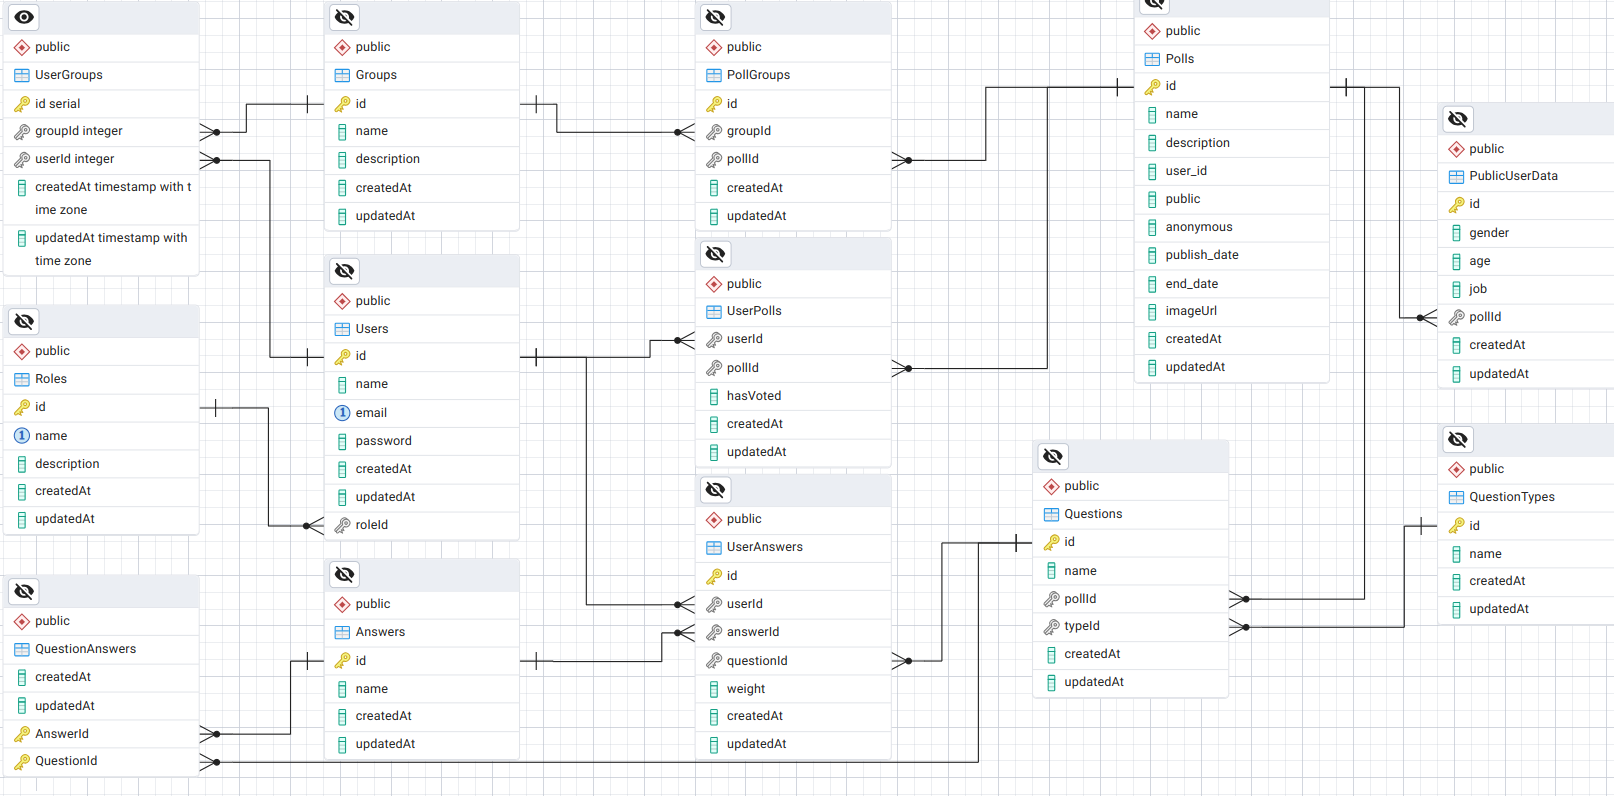 public
UserGroups
id serial
groupId integer
userId integer
createdAt timestamp with t
ime zone
updatedAt timestamp with
time zone
public
Groups
id
name
description
createdAt
updatedAt
public
PollGroups
id
groupId
pollId
createdAt
updatedAt
public
Polls
id
name
description
user_id
public
anonymous
publish_date
end_date
imageUrl
createdAt
updatedAt
public
PublicUserData
id
gender
age
job
pollId
createdAt
updatedAt
public
Roles
id
1 name
description
createdAt
updatedAt
public
Users
id
name
1 email
password
createdAt
updatedAt
roleId
public
UserPolls
userId
pollId
hasVoted
createdAt
updatedAt
public
Questions
id
name
pollId
typeId
createdAt
updatedAt
public
QuestionTypes
id
name
createdAt
updatedAt
public
QuestionAnswers
createdAt
updatedAt
AnswerId
QuestionId
public
Answers
id
name
createdAt
updatedAt
public
UserAnswers
id
userId
answerId
questionId
weight
createdAt
updatedAt